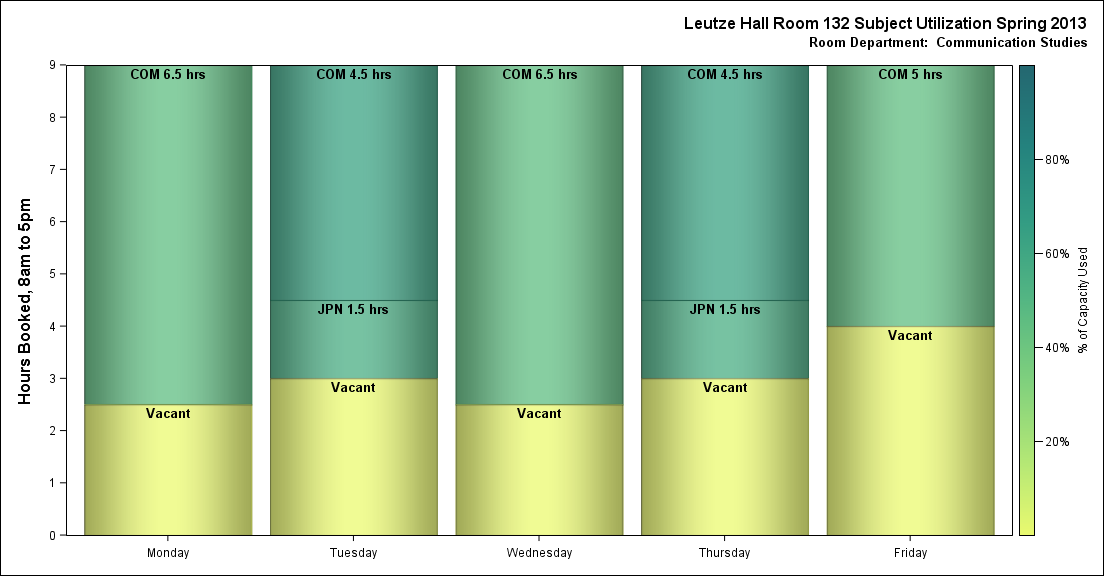 Leutze Hall Room 132 Subject Utilization Spring 2013
Room Department:  Communication Studies
Hours Booked, 8am to 5pm
9
8
7
6
5
4
3
2
1
0
COM 6.5 hrs
Vacant
COM 4.5 hrs
JPN 1.5 hrs
Vacant
COM 6.5 hrs
Vacant
COM 4.5 hrs
JPN 1.5 hrs
Vacant
COM 5 hrs
Vacant
Monday
Tuesday
Wednesday
Thursday
Friday
80%
60%
40%
20%
% of Capacity Used